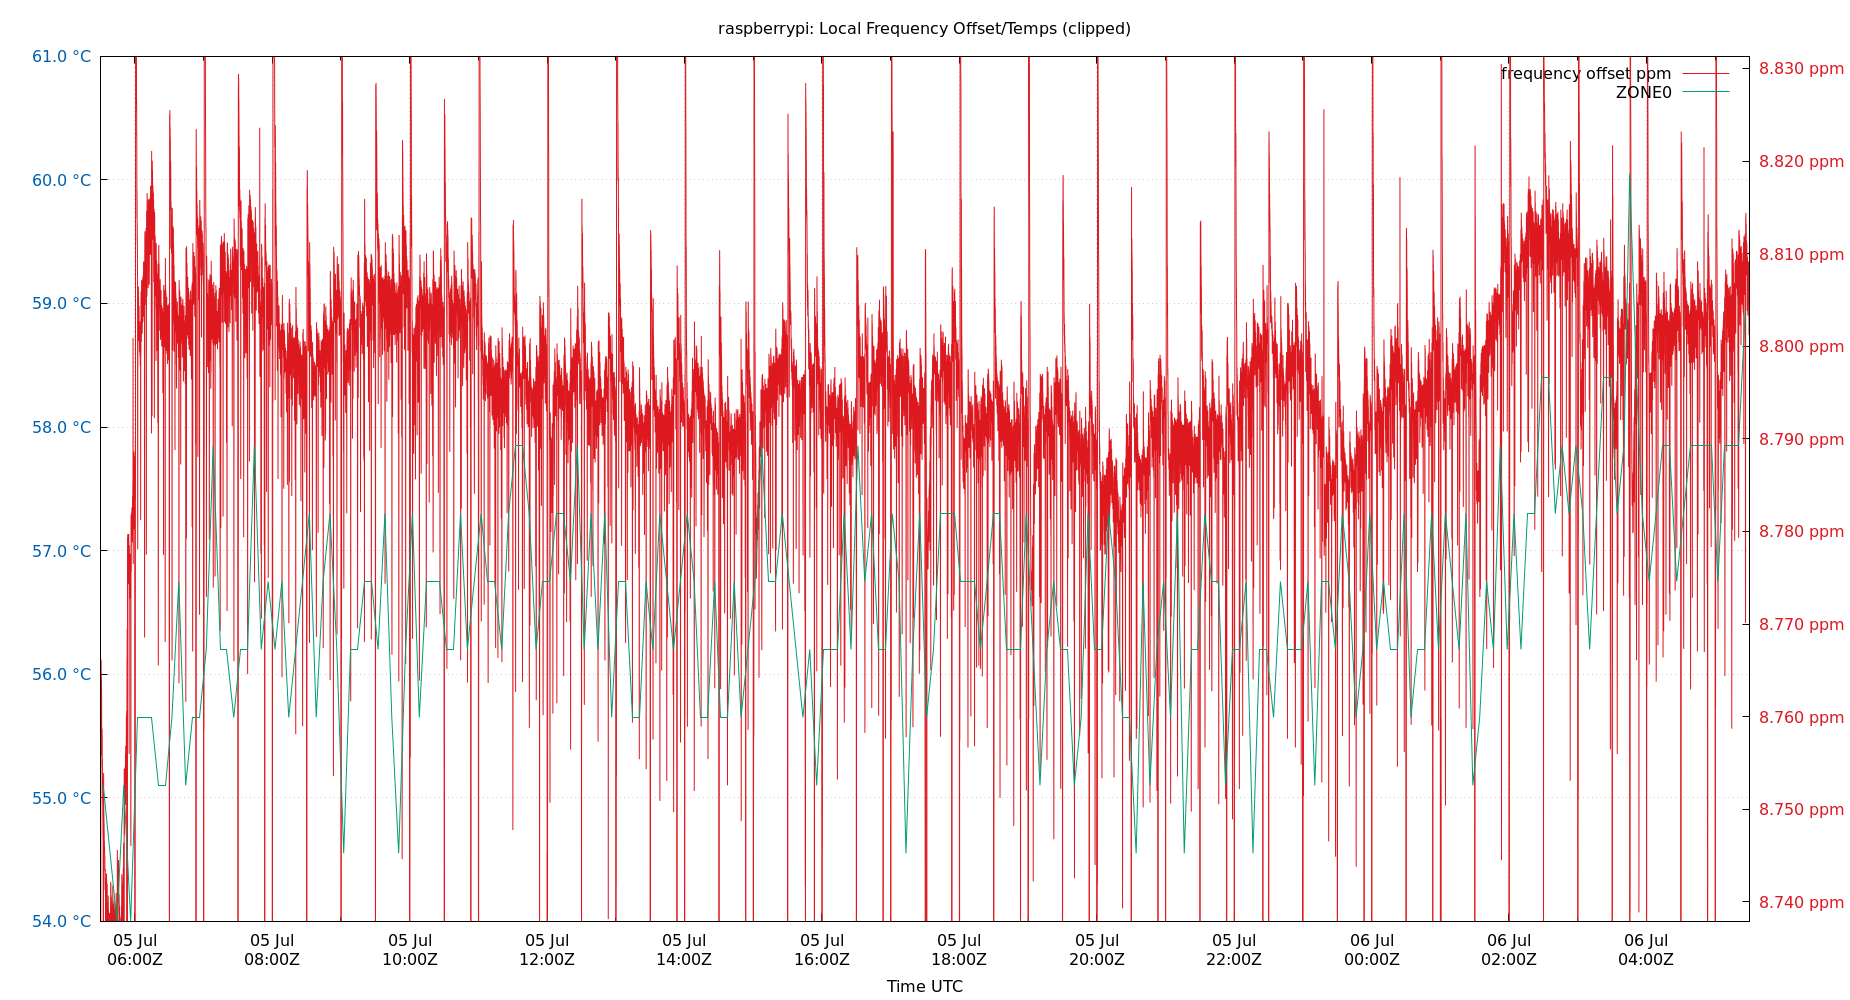 raspberrypi: Local Frequency Offset/Temps (clipped)
61.0 °C
60.0 °C
59.0 °C
58.0 °C
57.0 °C
56.0 °C
55.0 °C
54.0 °C
frequency offset ppm
ZONE0
8.830 ppm
8.820 ppm
8.810 ppm
8.800 ppm
8.790 ppm
8.780 ppm
8.770 ppm
8.760 ppm
8.750 ppm
8.740 ppm
05 Jul 05 Jul 05 Jul 05 Jul 05 Jul 05 Jul 05 Jul 05 Jul 05 Jul 06 Jul 06 Jul 06 Jul
06:00Z 08:00Z 10:00Z 12:00Z 14:00Z 16:00Z 18:00Z 20:00Z 22:00Z 00:00Z 02:00Z 04:00Z
Time UTC